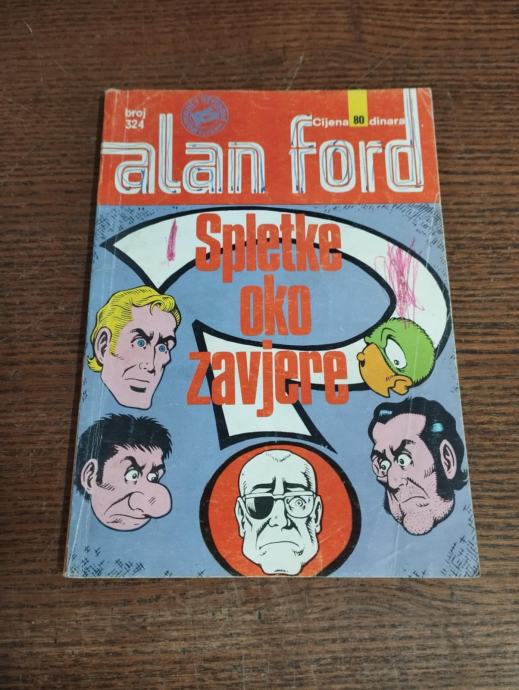 broj
324
Cijena 80 dinara
alan ford
Spletke
oko
zavjere